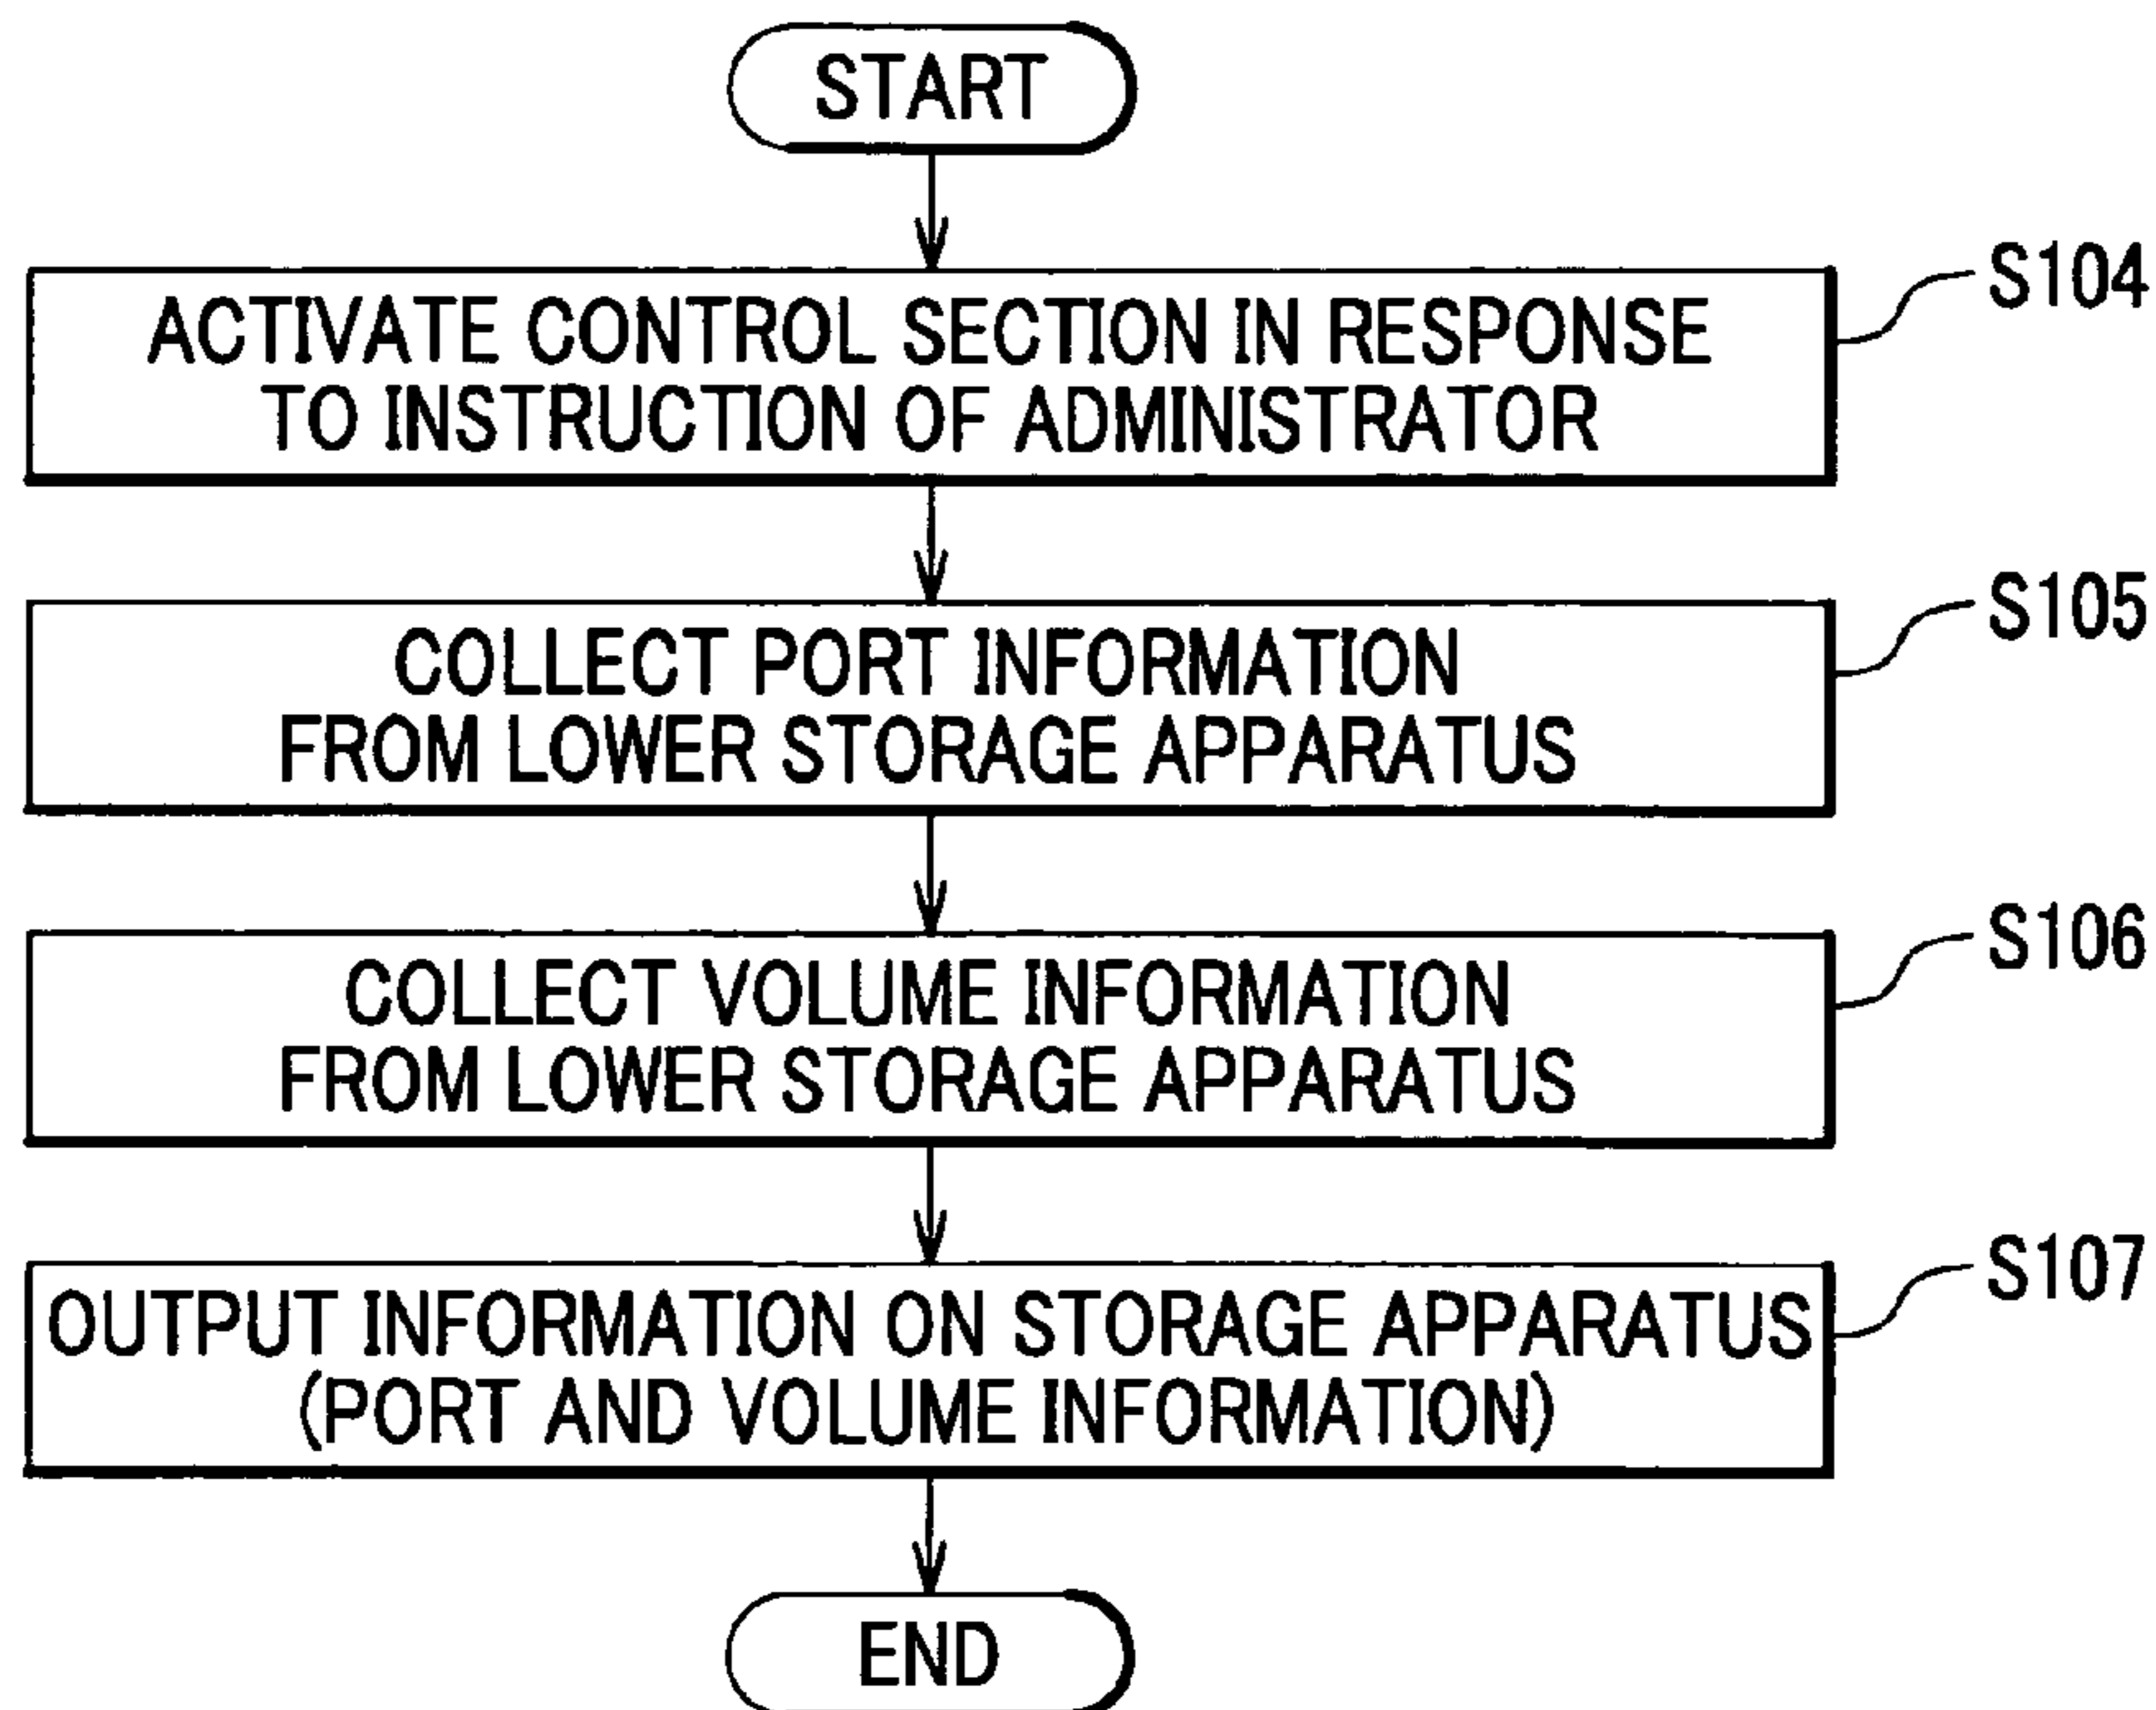 START
S104
ACTIVATE CONTROL SECTION IN RESPONSE
TO INSTRUCTION OF ADMINISTRATOR
S105
COLLECT PORT INFORMATION
FROM LOWER STORAGE APPARATUS
S106
COLLECT VOLUME INFORMATION
FROM LOWER STORAGE APPARATUS
S107
OUTPUT INFORMATION ON STORAGE APPARATUS
(PORT AND VOLUME INFORMATION)
END